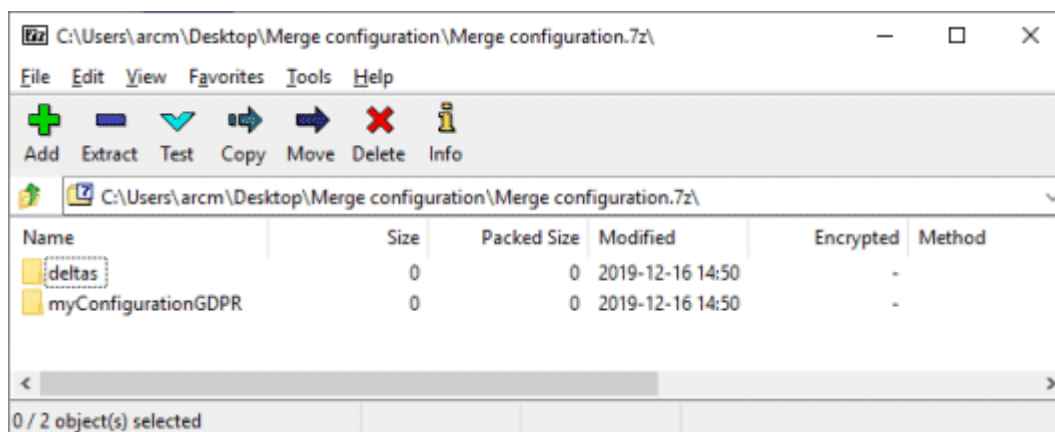 C:\Users\arcm\Desktop\Merge configuration\Merge configuration.7z\
File Edit View Favorites Tools Help
Add Extract Test Copy Move Delete Info
C:\Users\arcm\Desktop\Merge configuration\Merge configuration.7z\
Name Size Packed Size Modified Encrypted Method
deltas 0 0 2019-12-16 14:50 -
myConfigurationGDPR 0 0 2019-12-16 14:50 -
0 / 2 object(s) selected